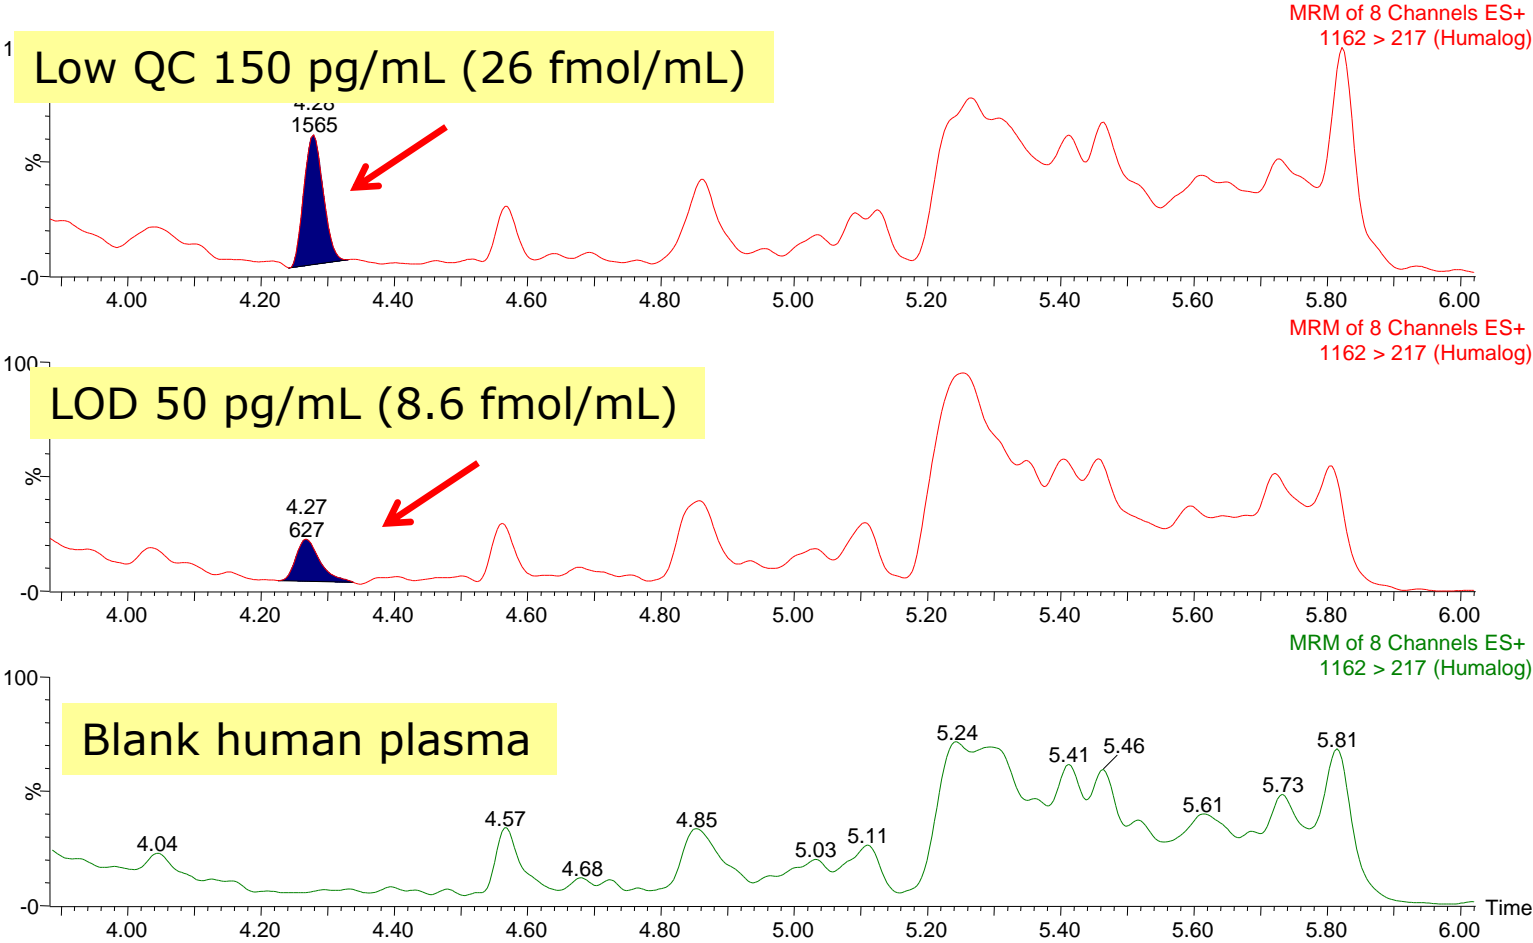 MRM of 8 Channels ES+
1162 > 217 (Humalog)
1
Low QC 150 pg/mL (26 fmol/mL)
4.28
1565
%
-0
4.00 4.20 4.40 4.60 4.80 5.00 5.20 5.40 5.60 5.80 6.00
MRM of 8 Channels ES+
1162 > 217 (Humalog)
100
LOD 50 pg/mL (8.6 fmol/mL)
4.27
627
%
-0
4.00 4.20 4.40 4.60 4.80 5.00 5.20 5.40 5.60 5.80 6.00
MRM of 8 Channels ES+
1162 > 217 (Humalog)
100
Blank human plasma
%
4.04 4.57 4.68 4.85 5.03 5.11 5.24 5.41 5.46 5.61 5.73 5.81
-0
Time
4.00 4.20 4.40 4.60 4.80 5.00 5.20 5.40 5.60 5.80 6.00